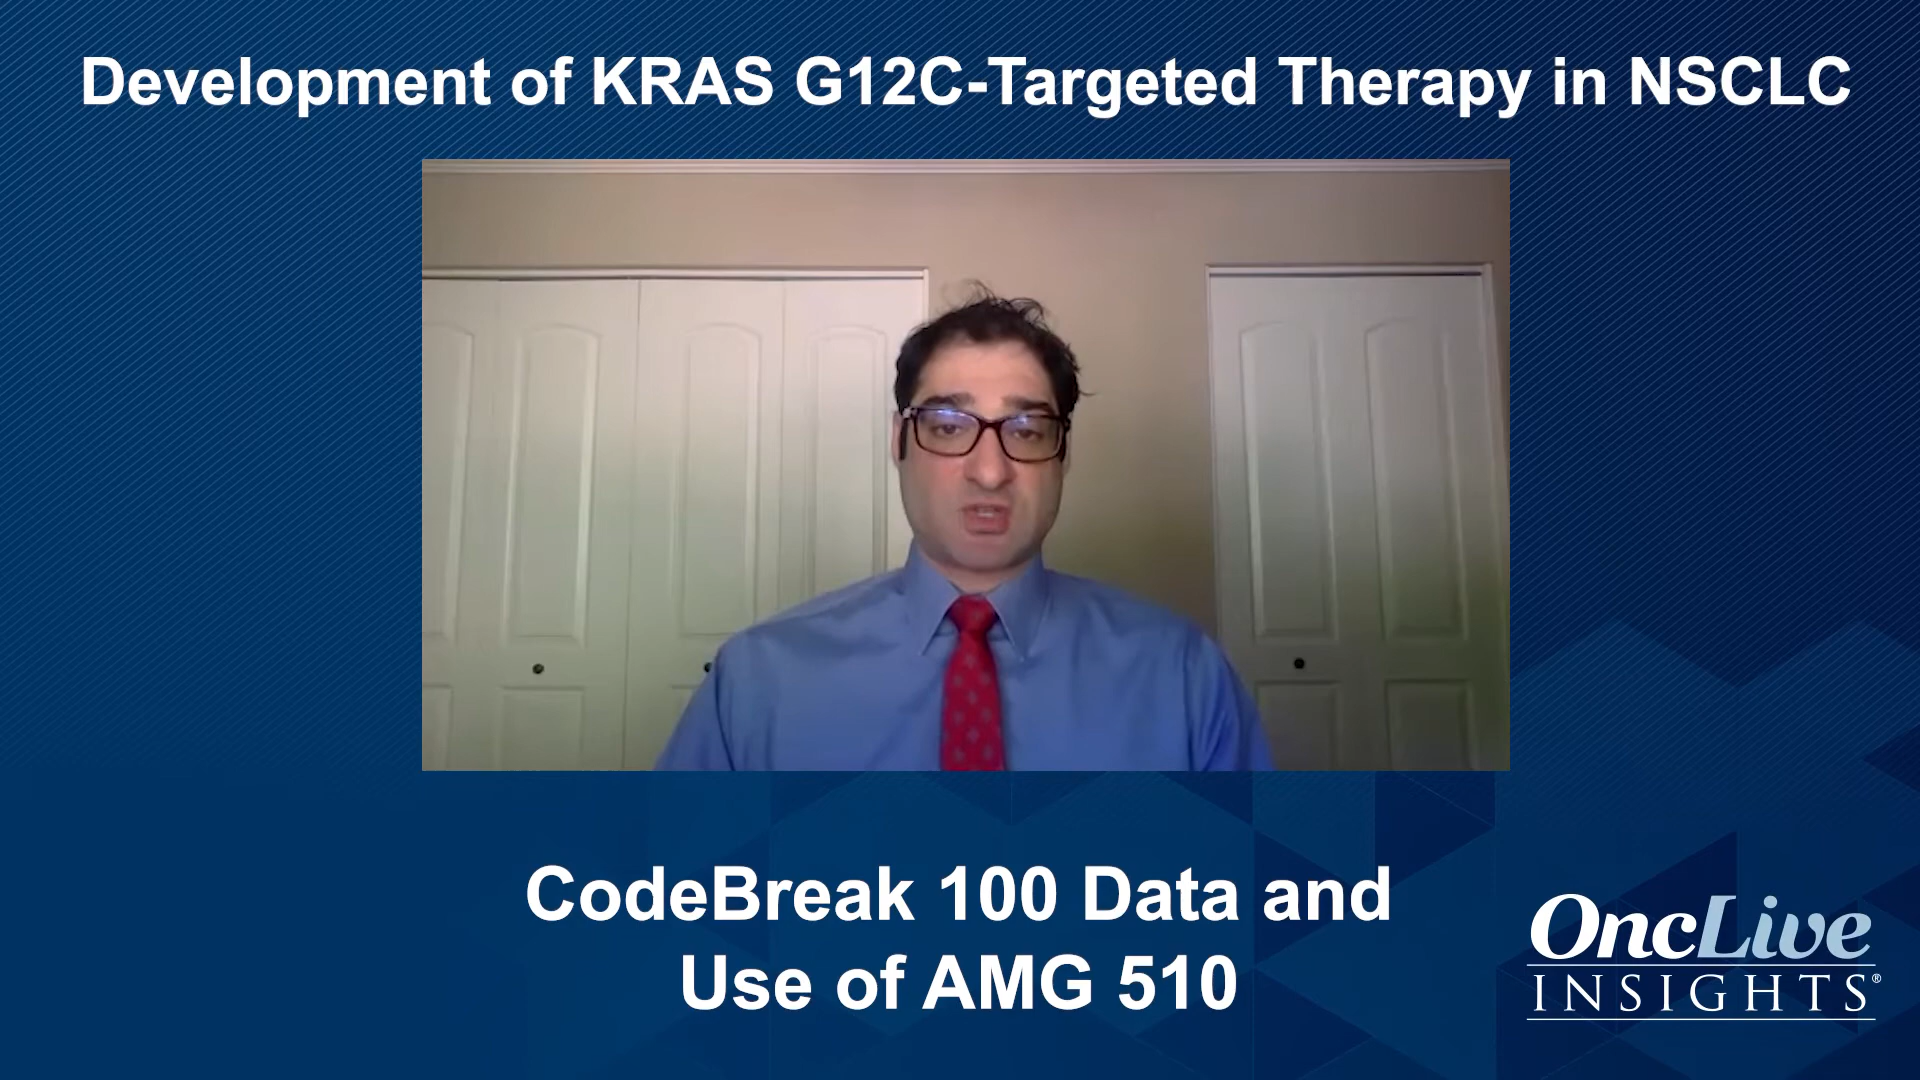 Development of KRAS G12C-Targeted Therapy in NSCLC
CodeBreak 100 Data and
Use of AMG 510
OncLive
INSIGHTS®